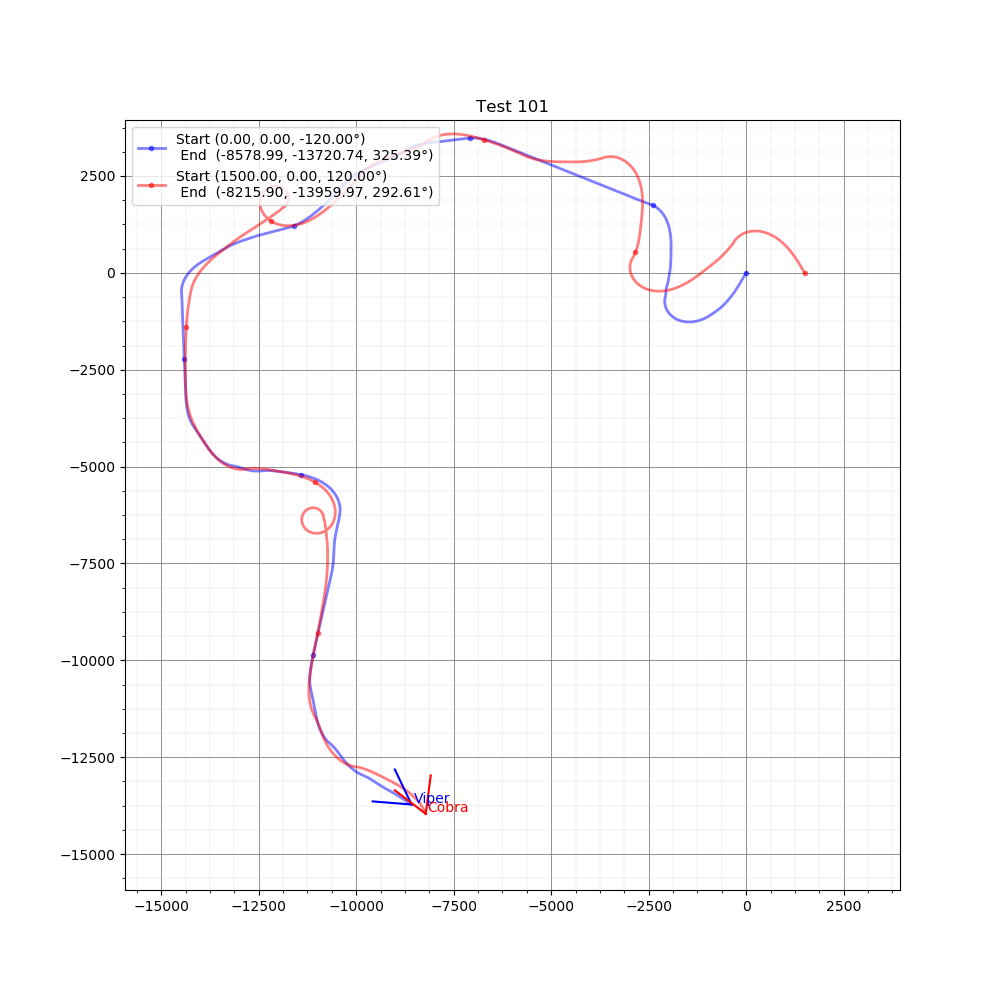 Test 101
Start (0.00, 0.00, -120.00°)
End (-8578.99, -13720.74, 325.39°)
Start (1500.00, 0.00, 120.00°)
End (-8215.90, -13959.97, 292.61°)
2500
0
−2500
−5000
−7500
−10000
−12500
−15000
Viper
Cobra
−15000 −12500 −10000 −7500 −5000 −2500 0 2500